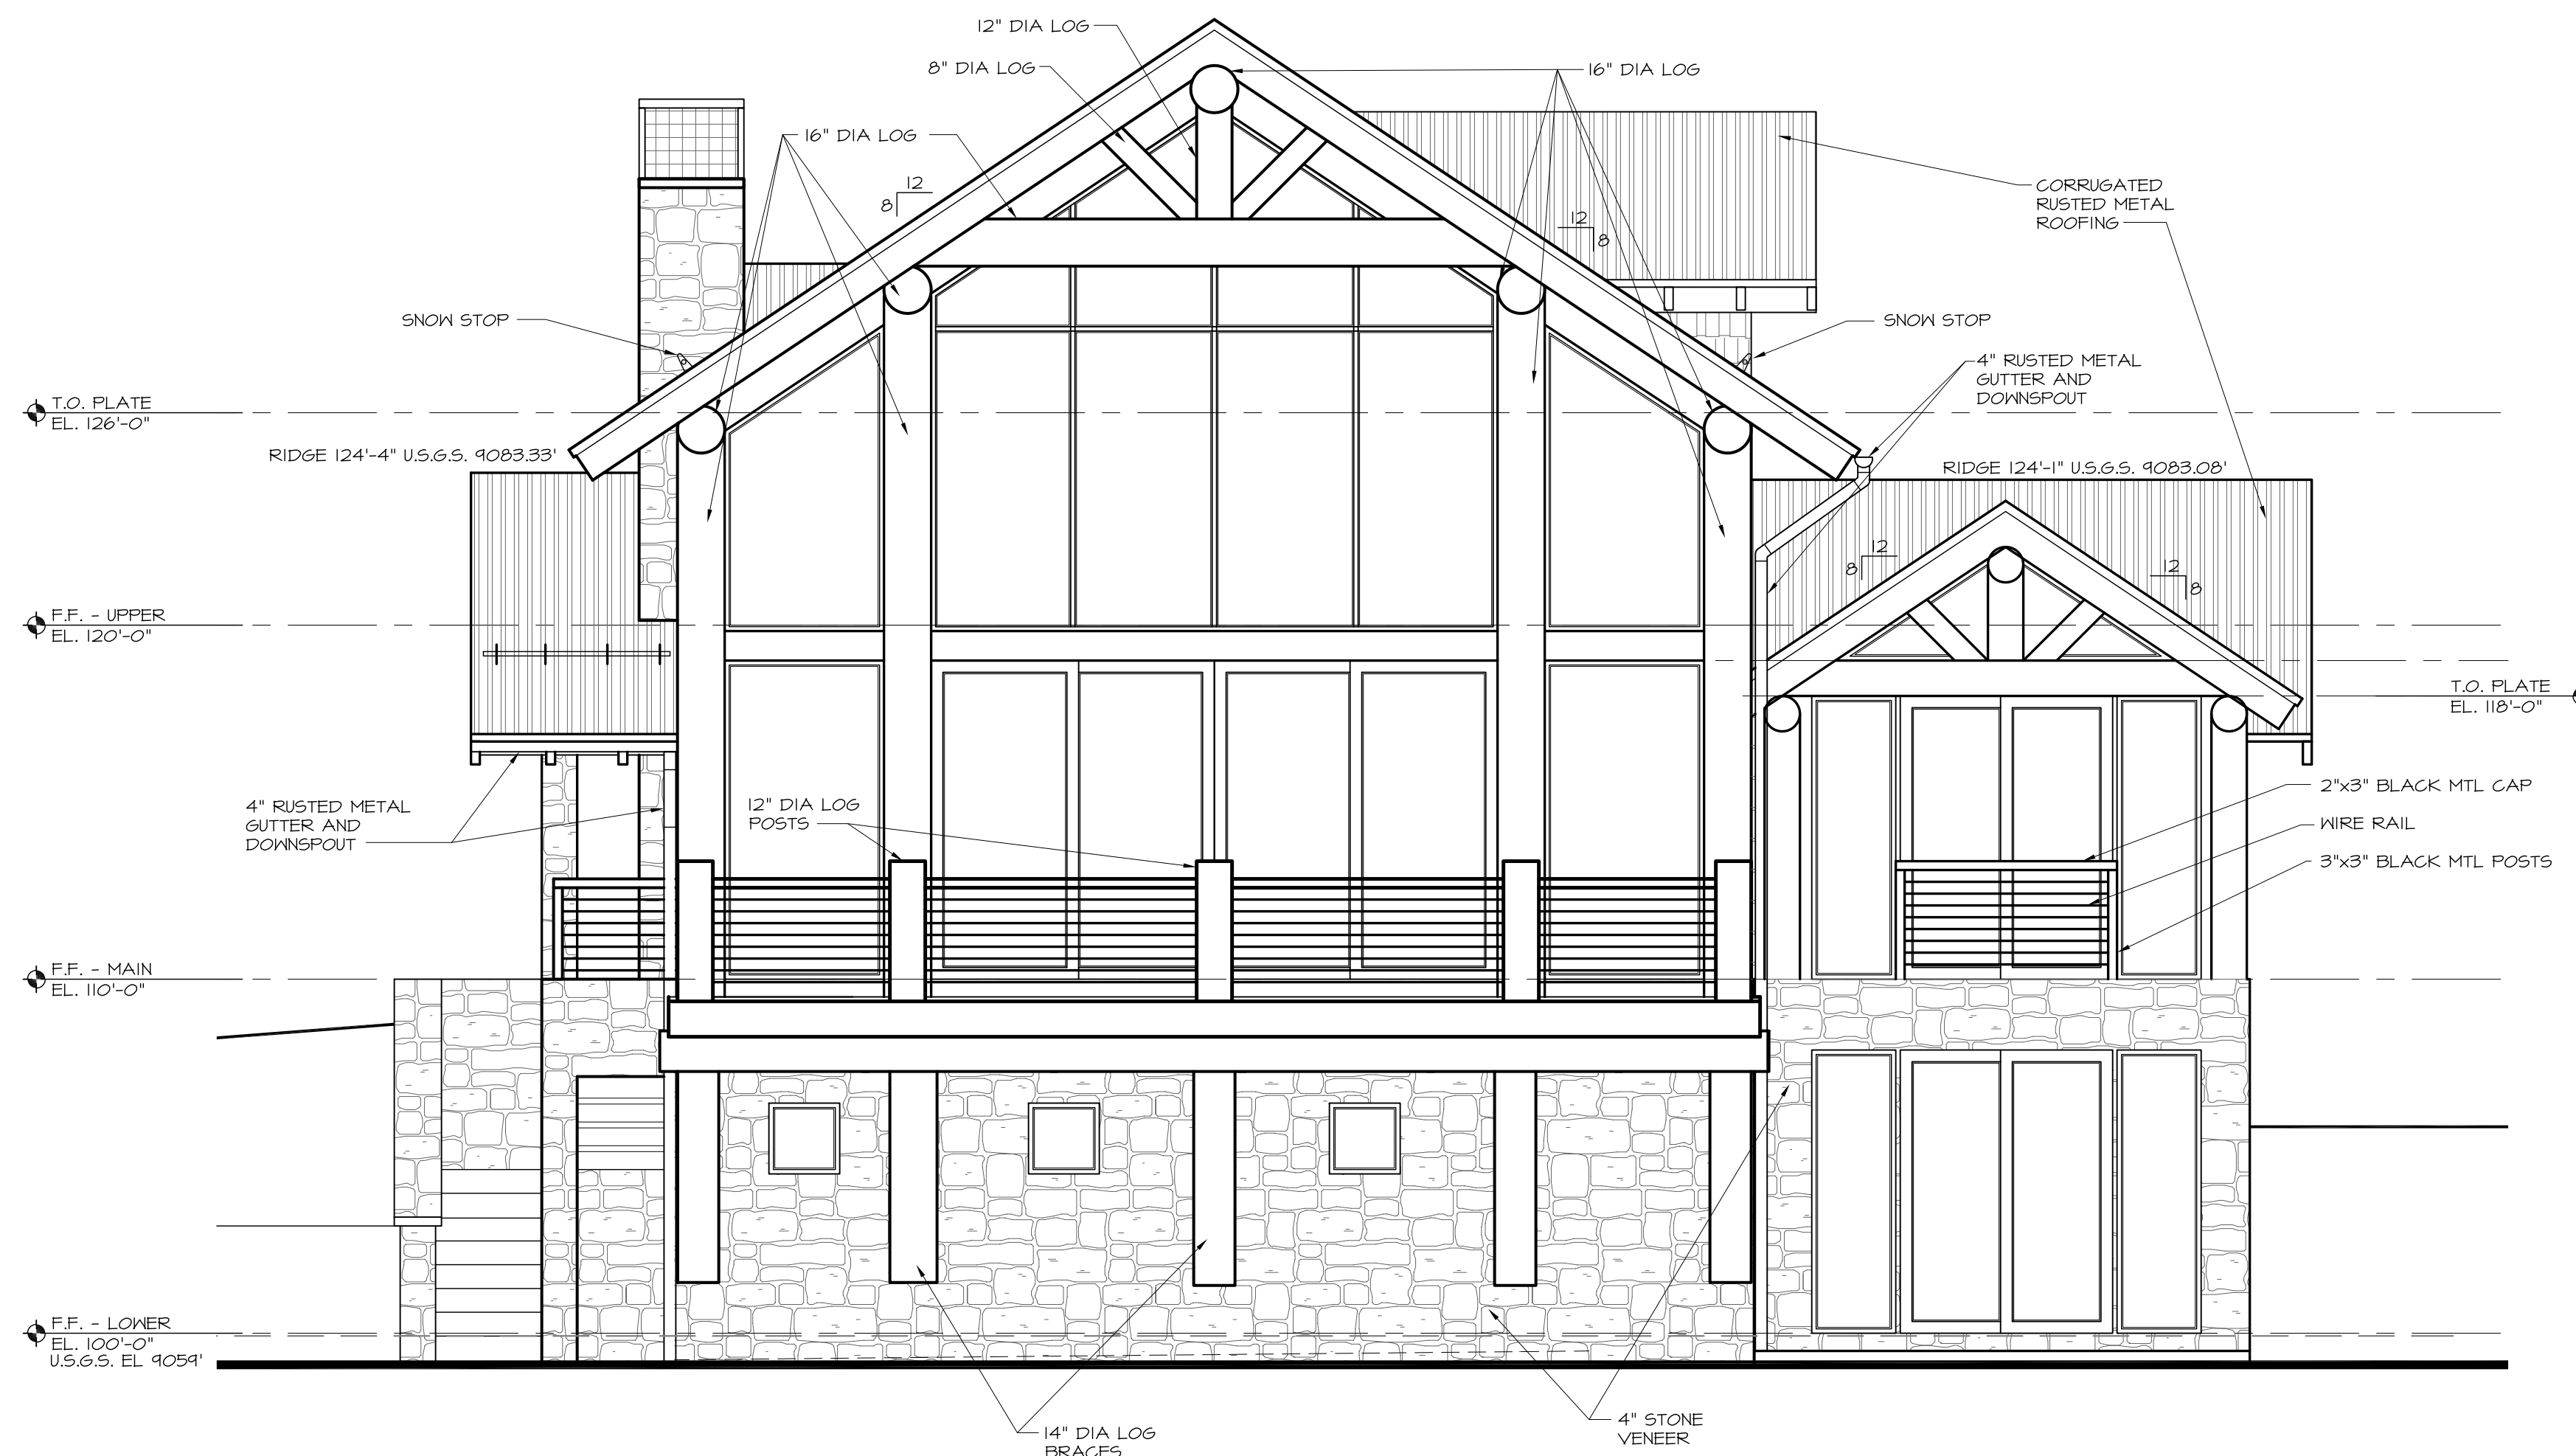 12" DIA LOG
8" DIA LOG
16" DIA LOG
16" DIA LOG
12
8
CORRUGATED
RUSTED METAL
ROOFING
12
8
SNOW STOP
SNOW STOP
4" RUSTED METAL
GUTTER AND
DOWNSPOUT
T.O. PLATE
EL. 126'-0"
RIDGE 124'-4" U.S.G.S. 9083.33'
RIDGE 124'-1" U.S.G.S. 9083.08'
12
8
12
8
F.F. - UPPER
EL. 120'-0"
T.O. PLATE
EL. 118'-0"
4" RUSTED METAL
GUTTER AND
DOWNSPOUT
12" DIA LOG
POSTS
2"x3" BLACK MTL CAP
WIRE RAIL
3"x3" BLACK MTL POSTS
F.F. - MAIN
EL. 110'-0"
F.F. - LOWER
EL. 100'-0"
U.S.G.S. EL 9059'
14" DIA LOG
BRACES
4" STONE
VENEER